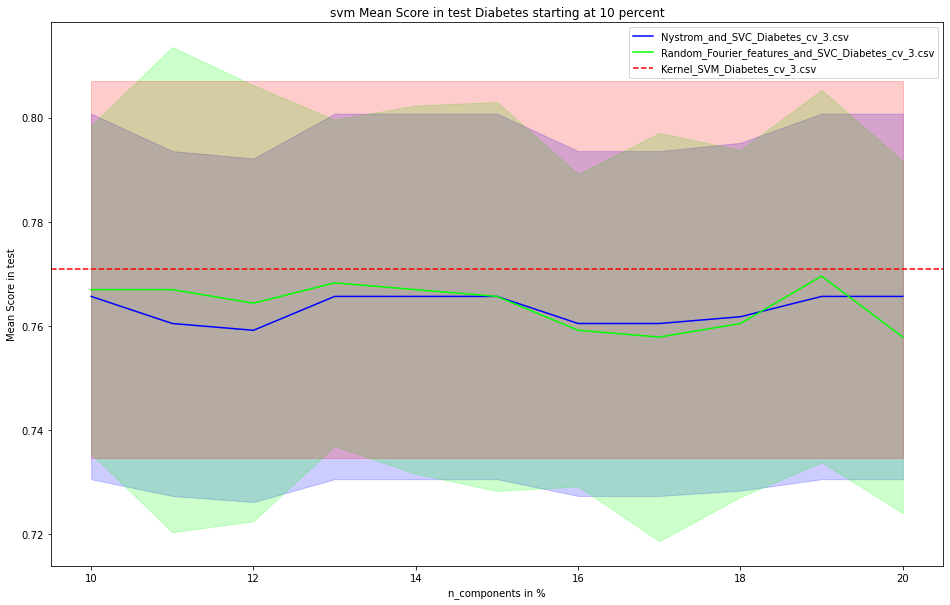 svm Mean Score in test Diabetes starting at 10 percent
Nystrom_and_SVC_Diabetes_cv_3.csv
Random_Fourier_features_and_SVC_Diabetes_cv_3.csv
Kernel_SVM_Diabetes_cv_3.csv
Mean Score in test
0.80
0.78
0.76
0.74
0.72
10 12 14 16 18 20
n_components in %